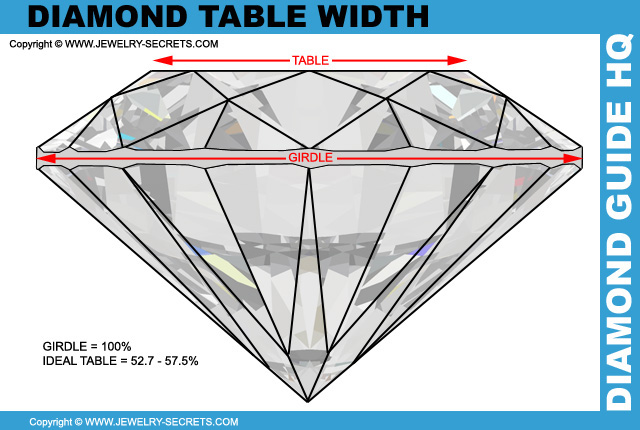 DIAMOND TABLE WIDTH
Copyright © WWW.JEWELRY-SECRETS.COM
TABLE
GIRDLE
GIRDLE = 100%
IDEAL TABLE = 52.7 - 57.5%
DIAMOND GUIDE HQ
Copyright © WWW.JEWELRY-SECRETS.COM